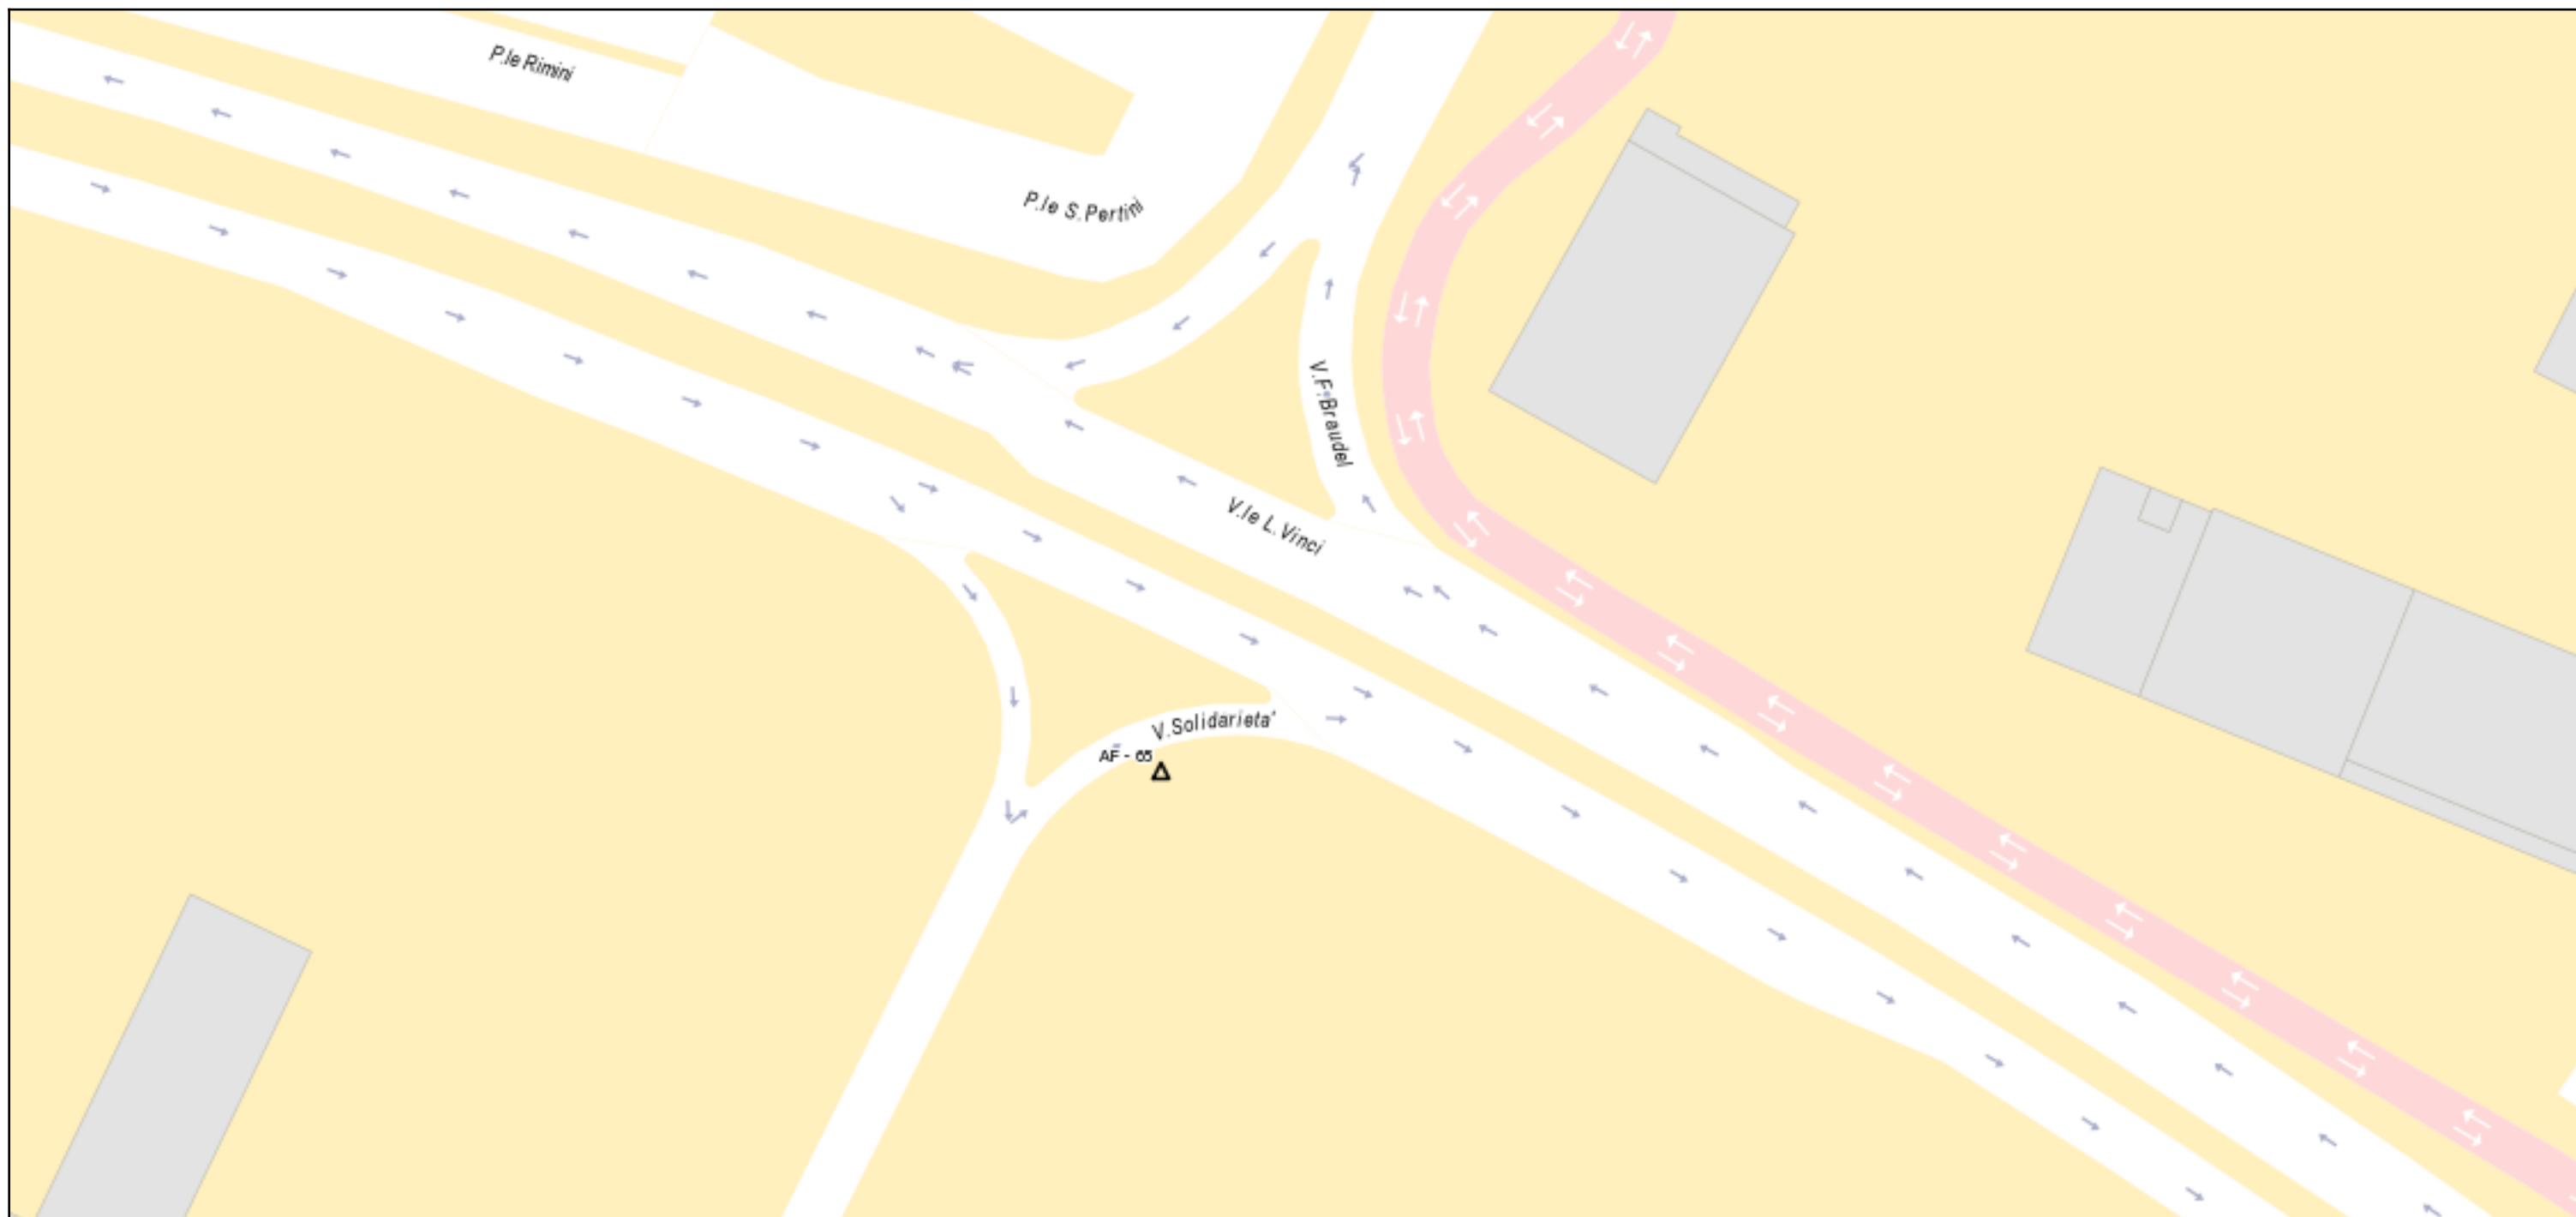 P.le Rimini
P.le S.Pertini
V.F.Braudel
V.le L.Vinci
V.Solidarieta'
AF - 65